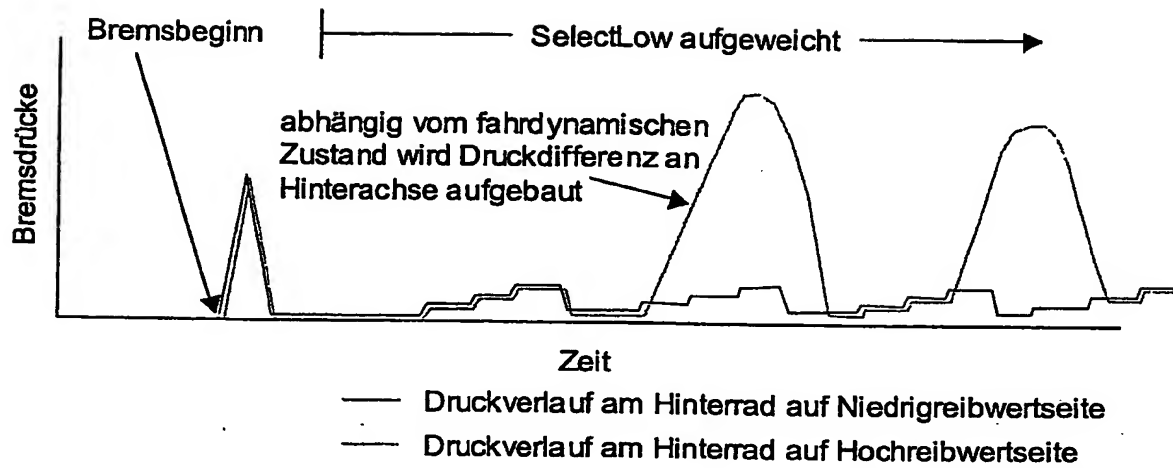 Bremsbeginn
SelectLow aufgeweicht
Bremsdrücke
abhängig vom fahrdynamischen
Zustand wird Druckdifferenz an
Hinterachse aufgebaut
Zeit
Druckverlauf am Hinterrad auf Niedrigreibwertseite
Druckverlauf am Hinterrad auf Hochreibwertseite